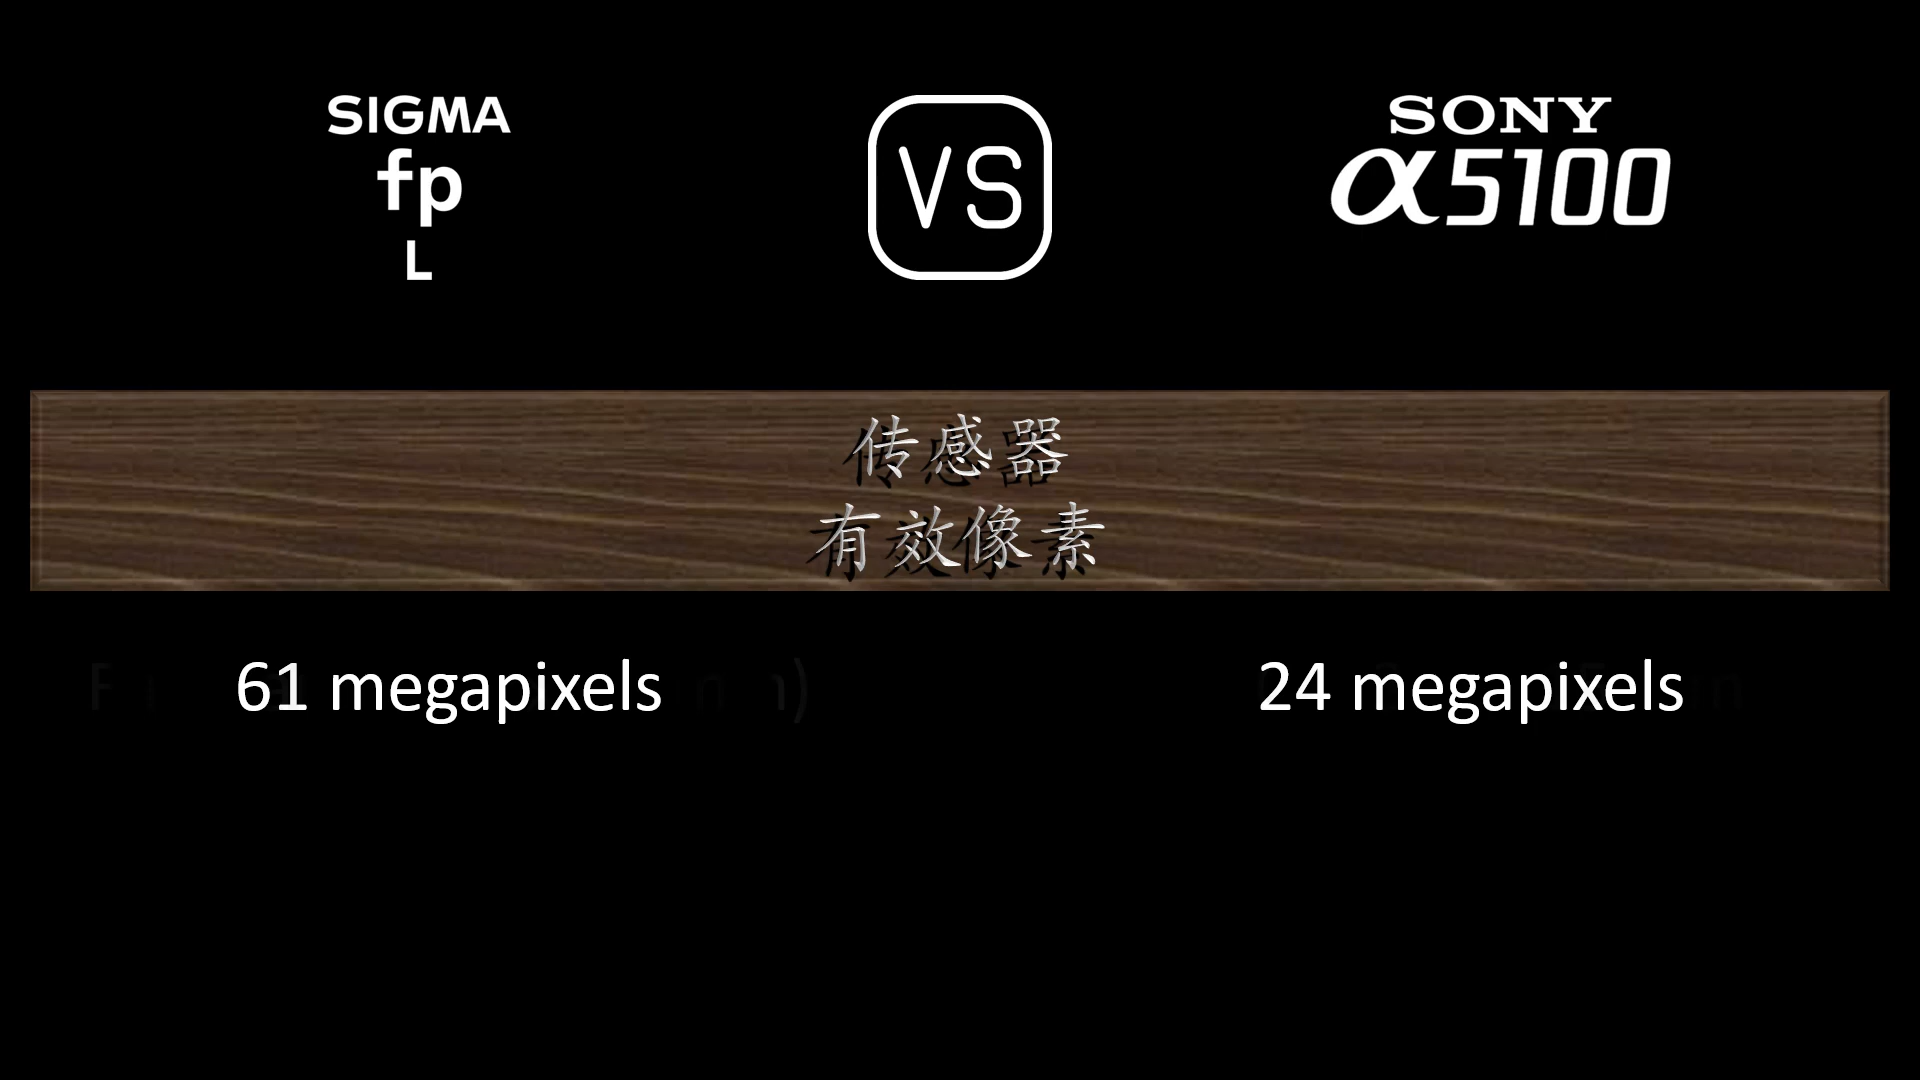 SIGMA
fp
L
VS
SONY
α5100
传感器
有效像素
61 megapixels
24 megapixels